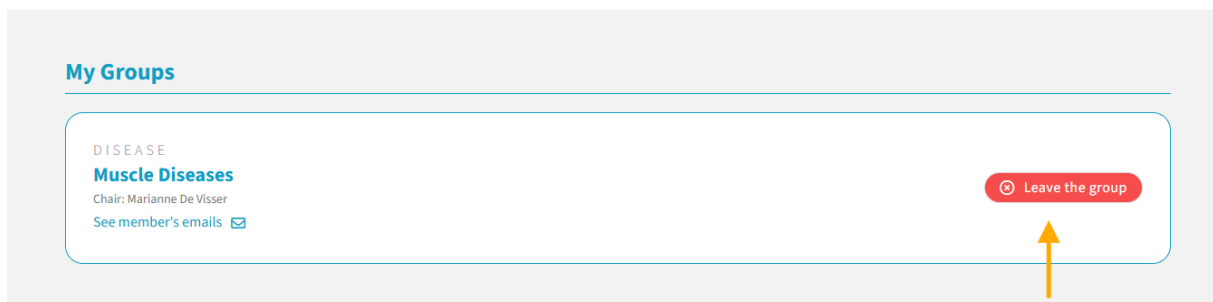 My Groups
DISEASE
Muscle Diseases
Chair: Marianne De Visser
See member's emails
Leave the group